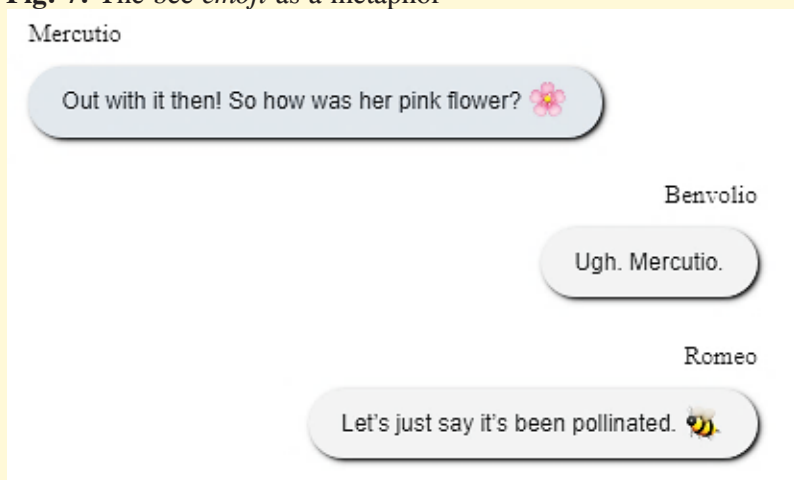 Fig. 7. The bee emoji as a metaphor
Mercutio
Out with it then! So how was her pink flower? 🌸
Benvolio
Ugh. Mercutio.
Romeo
Let's just say it's been pollinated. 🐝